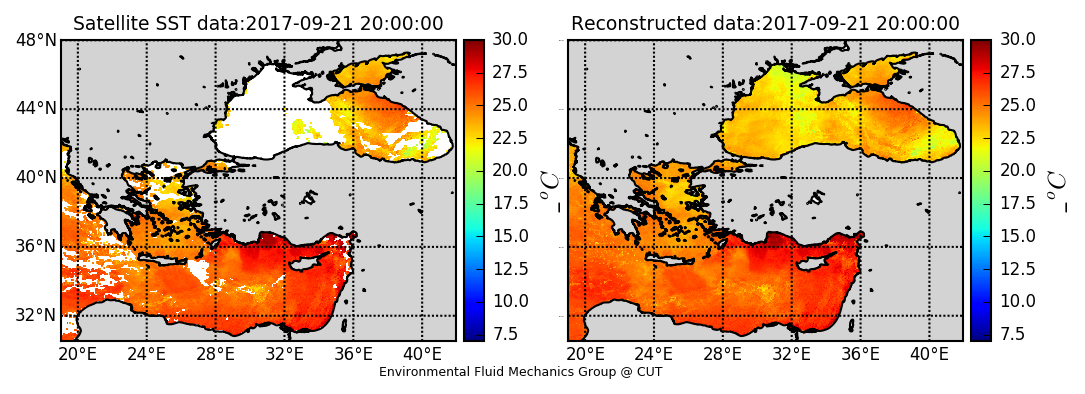 Satellite SST data:2017-09-21 20:00:00
48°N
44°N
40°N
36°N
32°N
20°E 24°E 28°E 32°E 36°E 40°E
30.0
27.5
25.0
22.5
20.0
17.5
15.0
12.5
10.0
7.5
_ °C
Reconstructed data:2017-09-21 20:00:00
20°E 24°E 28°E 32°E 36°E 40°E
30.0
27.5
25.0
22.5
20.0
17.5
15.0
12.5
10.0
7.5
_ °C
Environmental Fluid Mechanics Group @ CUT